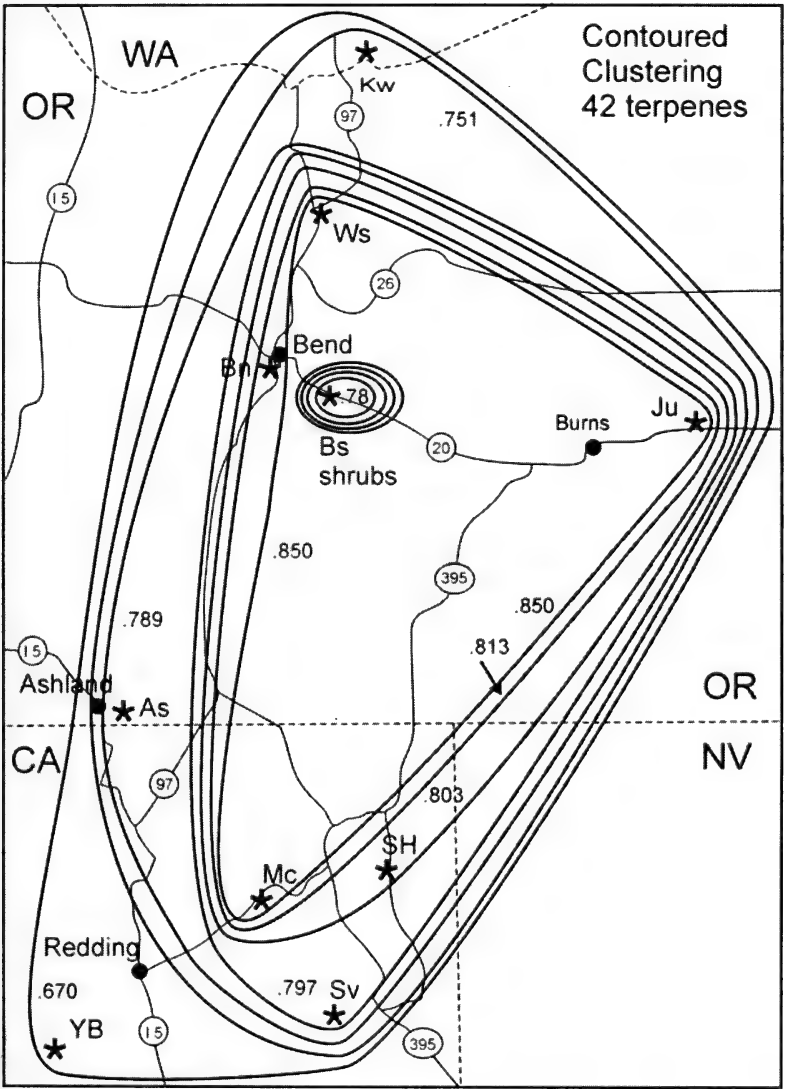 WA
Contoured
Clustering
42 terpenes
Kw
OR
97
.751
15
Ws
26
Bend
Bn
.78
Ju
Burns
Bs
shrubs
20
.850
395
.850
.789
.813
15
Ashland
As
OR
CA
NV
97
.803
SH
Mc
Redding
.670
.797
Sv
YB
15
395